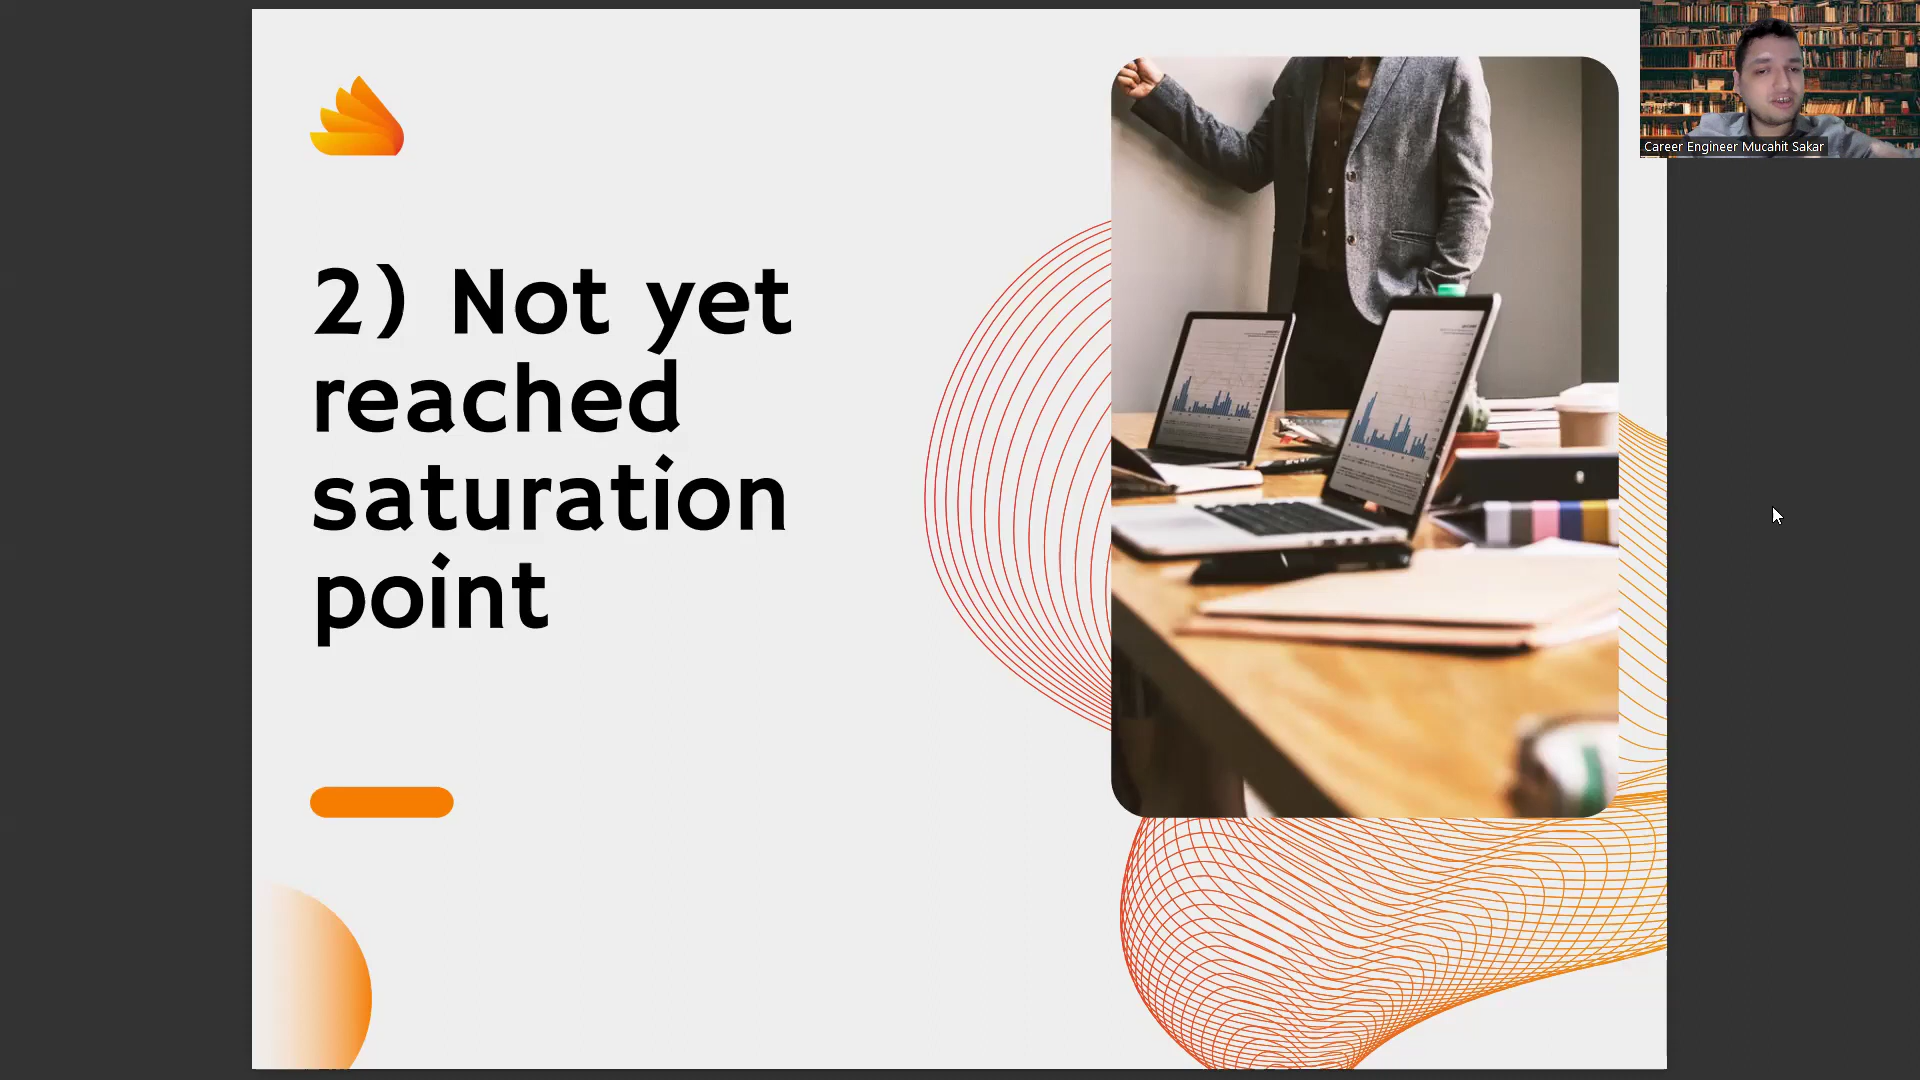 2) Not yet
reached
saturation
point
Career Engineer Mucahit Sakar